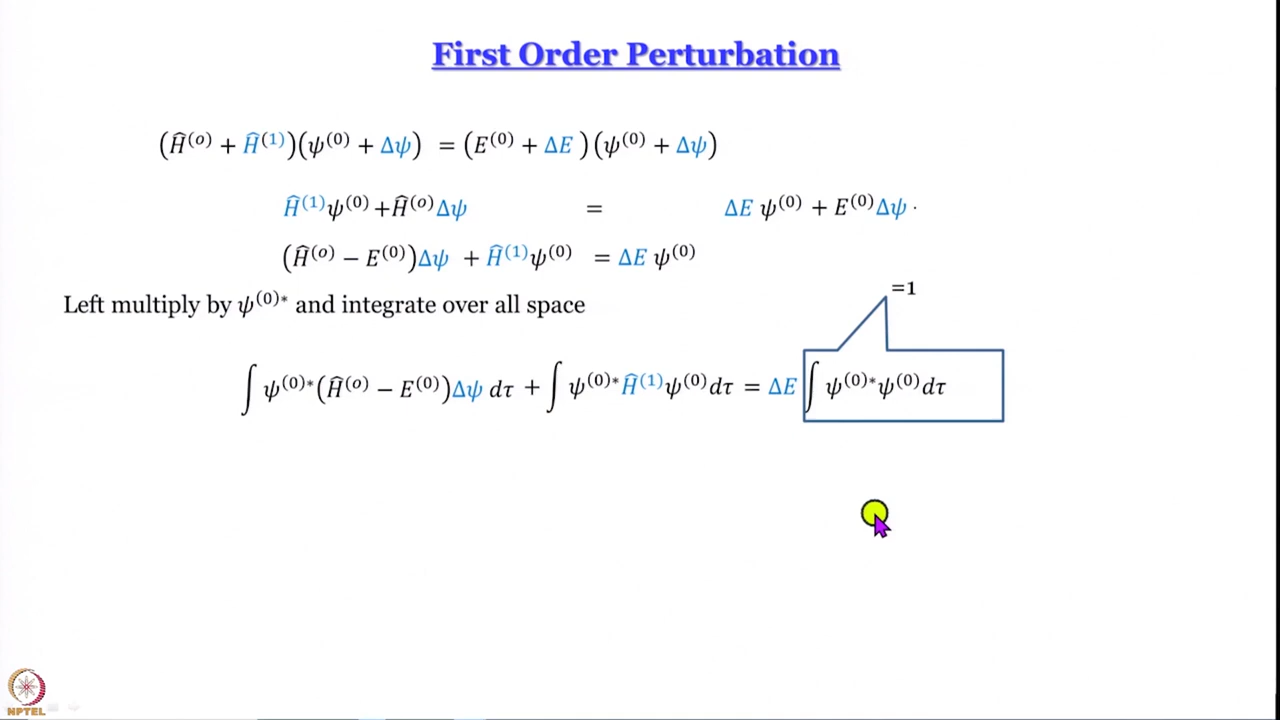 First Order Perturbation
(Ĥ⁽ᵒ⁾ + Ĥ⁽¹⁾)(ψ⁽⁰⁾ + Δψ) = (E⁽⁰⁾ + ΔE )(ψ⁽⁰⁾ + Δψ)
Ĥ⁽¹⁾ψ⁽⁰⁾+Ĥ⁽ᵒ⁾Δψ = ΔE ψ⁽⁰⁾ + E⁽⁰⁾Δψ ·
(Ĥ⁽ᵒ⁾ − E⁽⁰⁾)Δψ + Ĥ⁽¹⁾ψ⁽⁰⁾ = ΔE ψ⁽⁰⁾
Left multiply by ψ⁽⁰⁾* and integrate over all space
=1
∫ ψ⁽⁰⁾*(Ĥ⁽ᵒ⁾ − E⁽⁰⁾)Δψ dτ + ∫ ψ⁽⁰⁾*Ĥ⁽¹⁾ψ⁽⁰⁾dτ = ΔE ∫ ψ⁽⁰⁾*ψ⁽⁰⁾dτ
NPTEL